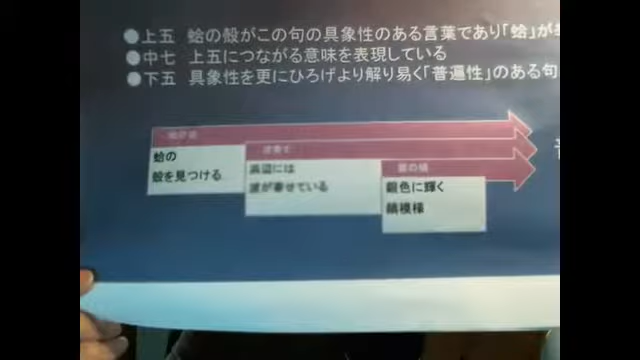 ●上五 蛤の殻がこの句の具象性のある言葉であり「蛤」が
●中七 上五につながる意味を表現している
●下五 具象性を更にひろげより解り易く「普遍性」のある句
蛤の
殻を見つける
浜辺には
波が寄せている
銀色に輝く
縞模様